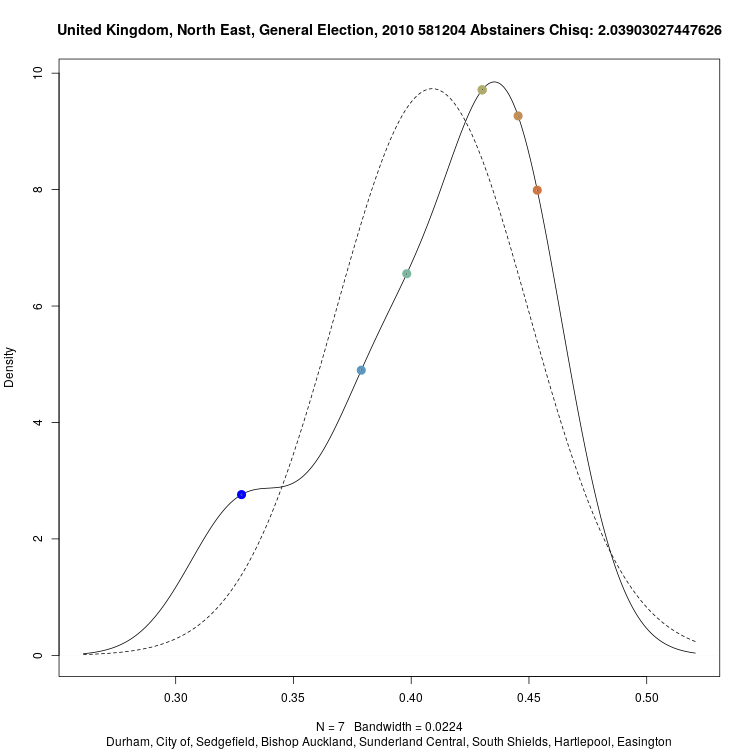 United Kingdom, North East, General Election, 2010 581204 Abstainers Chisq: 2.03903027447626
10
8
6
4
2
0
Density
0.30 0.35 0.40 0.45 0.50
N = 7 Bandwidth = 0.0224
Durham, City of, Sedgefield, Bishop Auckland, Sunderland Central, South Shields, Hartlepool, Easington